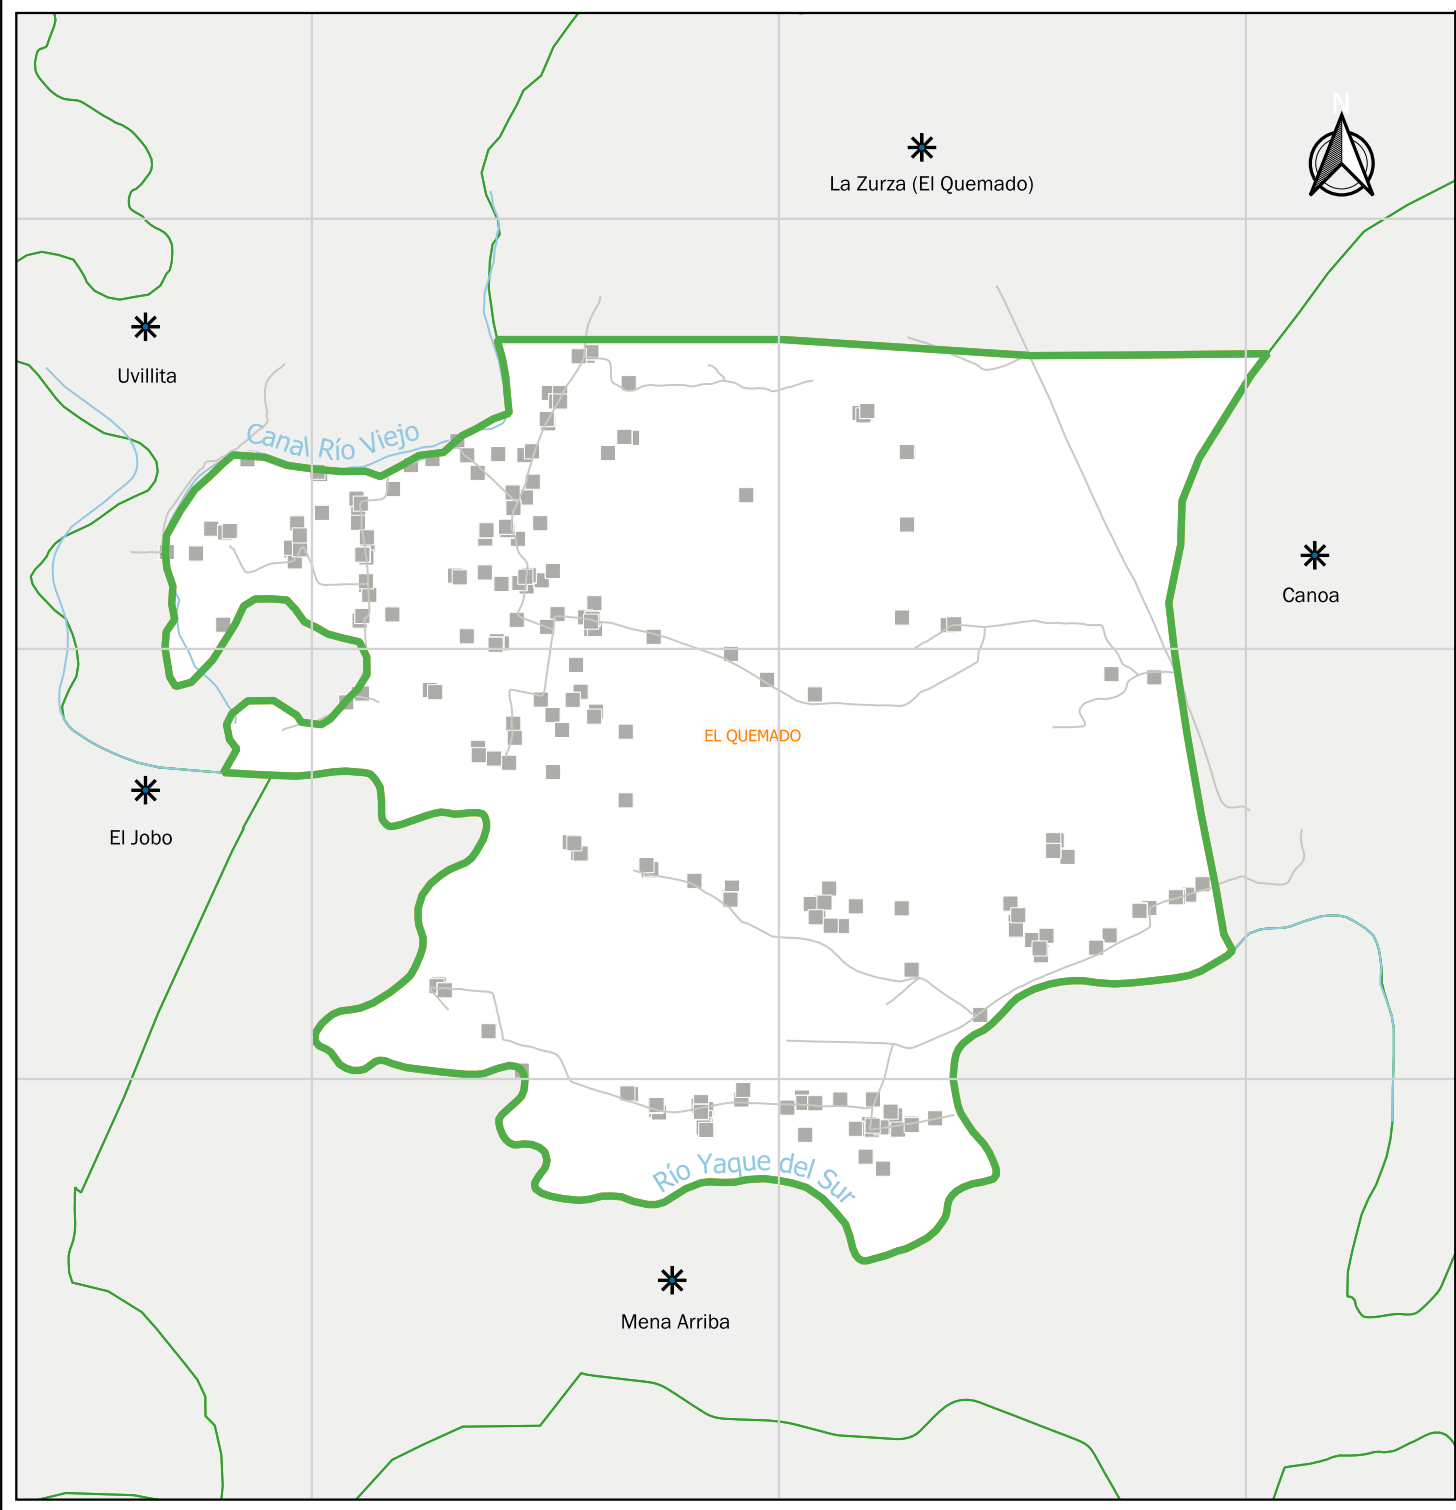 N
La Zurza (El Quemado)
Uvillita
Canal Río Viejo
Canoa
EL QUEMADO
El Jobo
Río Yaque del Sur
Mena Arriba